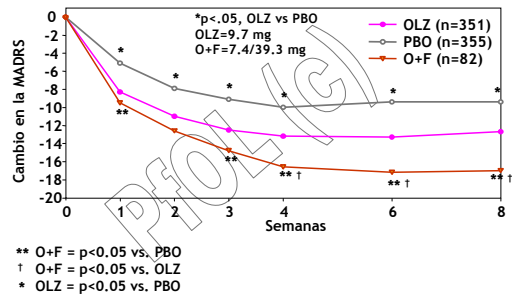 *p<.05, OLZ vs PBO
OLZ=9.7 mg
O+F=7.4/39.3 mg
OLZ (n=351)
PBO (n=355)
O+F (n=82)
Cambio en la MADRS
0
-2
-4
-6
-8
-10
-12
-14
-16
-18
-20
* * * * * *
** ** ** † ** † ** †
0 1 2 3 4 6 8
Semanas
PfOL (c)
** O+F = p<0.05 vs. PBO
† O+F = p<0.05 vs. OLZ
* OLZ = p<0.05 vs. PBO